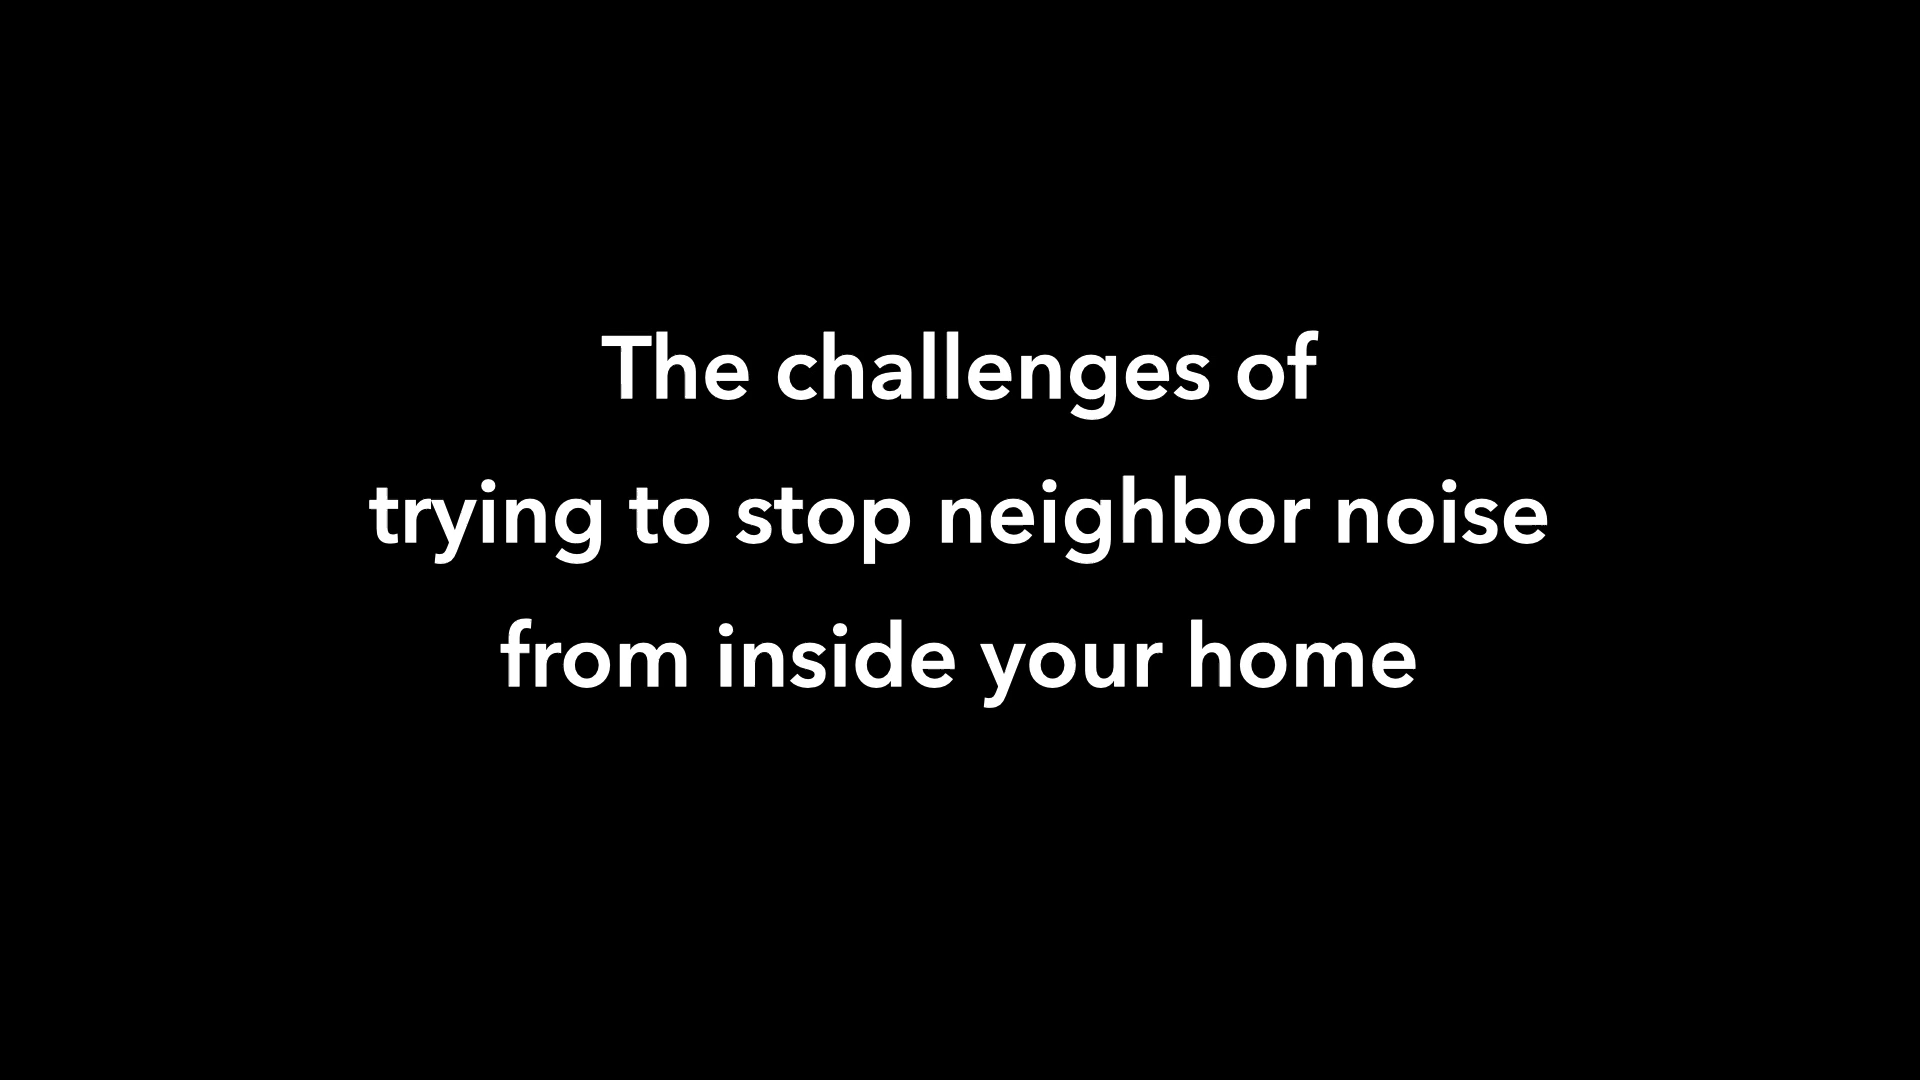 The challenges of
trying to stop neighbor noise
from inside your home